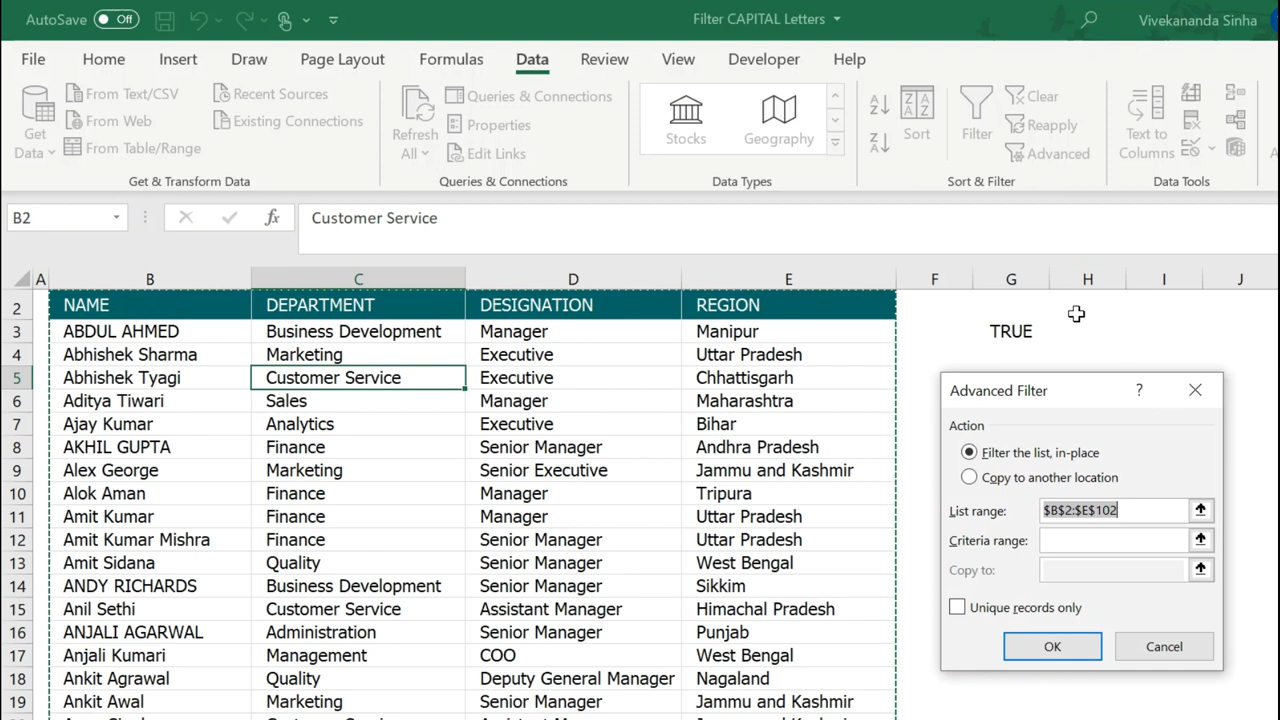 AutoSave Off Filter CAPITAL Letters Vivekananda Sinha
File Home Insert Draw Page Layout Formulas Data Review View Developer Help
Get Data
From Text/CSV
From Web
From Table/Range
Recent Sources
Existing Connections
Get & Transform Data
Refresh All
Queries & Connections
Properties
Edit Links
Queries & Connections
Stocks Geography
Data Types
Sort
Filter
Clear
Reapply
Advanced
Sort & Filter
Text to Columns
Data Tools
B2 fx Customer Service
A B C D E F G H I J
2 NAME DEPARTMENT DESIGNATION REGION
3 ABDUL AHMED Business Development Manager Manipur TRUE
4 Abhishek Sharma Marketing Executive Uttar Pradesh
5 Abhishek Tyagi Customer Service Executive Chhattisgarh
6 Aditya Tiwari Sales Manager Maharashtra
7 Ajay Kumar Analytics Executive Bihar
8 AKHIL GUPTA Finance Senior Manager Andhra Pradesh
9 Alex George Marketing Senior Executive Jammu and Kashmir
10 Alok Aman Finance Manager Tripura
11 Amit Kumar Finance Manager Uttar Pradesh
12 Amit Kumar Mishra Finance Senior Manager Uttar Pradesh
13 Amit Sidana Quality Senior Manager West Bengal
14 ANDY RICHARDS Business Development Senior Manager Sikkim
15 Anil Sethi Customer Service Assistant Manager Himachal Pradesh
16 ANJALI AGARWAL Administration Senior Manager Punjab
17 Anjali Kumari Management COO West Bengal
18 Ankit Agrawal Quality Deputy General Manager Nagaland
19 Ankit Awal Marketing Senior Manager Jammu and Kashmir
Advanced Filter ?
Action
Filter the list, in-place
Copy to another location
List range: $B$2:$E$102
Criteria range:
Copy to:
Unique records only
OK Cancel